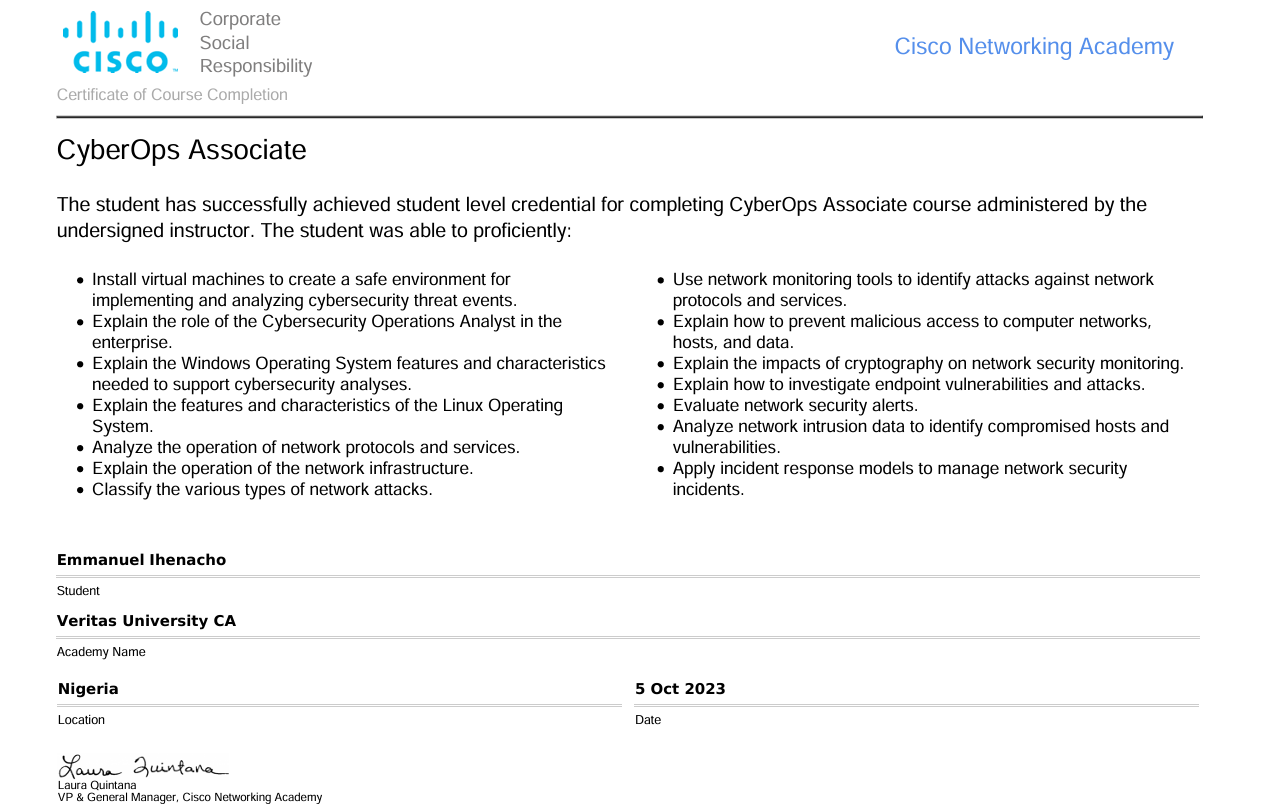 CISCO
Corporate
Social
Responsibility
Cisco Networking Academy
Certificate of Course Completion
CyberOps Associate
The student has successfully achieved student level credential for completing CyberOps Associate course administered by the
undersigned instructor. The student was able to proficiently:
• Install virtual machines to create a safe environment for
implementing and analyzing cybersecurity threat events.
• Explain the role of the Cybersecurity Operations Analyst in the
enterprise.
• Explain the Windows Operating System features and characteristics
needed to support cybersecurity analyses.
• Explain the features and characteristics of the Linux Operating
System.
• Analyze the operation of network protocols and services.
• Explain the operation of the network infrastructure.
• Classify the various types of network attacks.
• Use network monitoring tools to identify attacks against network
protocols and services.
• Explain how to prevent malicious access to computer networks,
hosts, and data.
• Explain the impacts of cryptography on network security monitoring.
• Explain how to investigate endpoint vulnerabilities and attacks.
• Evaluate network security alerts.
• Analyze network intrusion data to identify compromised hosts and
vulnerabilities.
• Apply incident response models to manage network security
incidents.
Emmanuel Ihenacho
Student
Veritas University CA
Academy Name
Nigeria
Location
5 Oct 2023
Date
Laura Quintana
Laura Quintana
VP & General Manager, Cisco Networking Academy